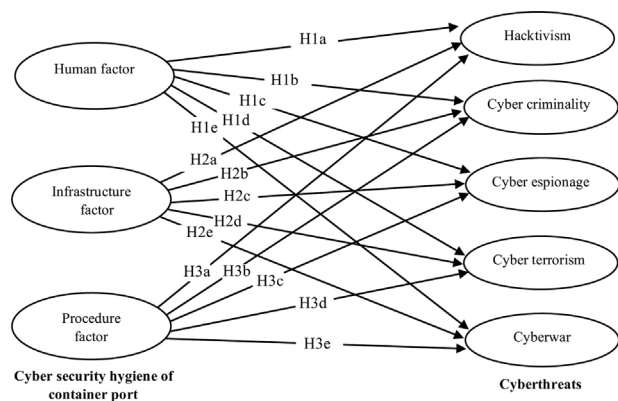 Human factor
Infrastructure
factor
Procedure
factor
Cyber security hygiene of
container port
H1a
H1b
H1c
H1d
H1e
H2a
H2b
H2c
H2d
H2e
H3a
H3b
H3c
H3d
H3e
Hacktivism
Cyber criminality
Cyber espionage
Cyber terrorism
Cyberwar
Cyberthreats